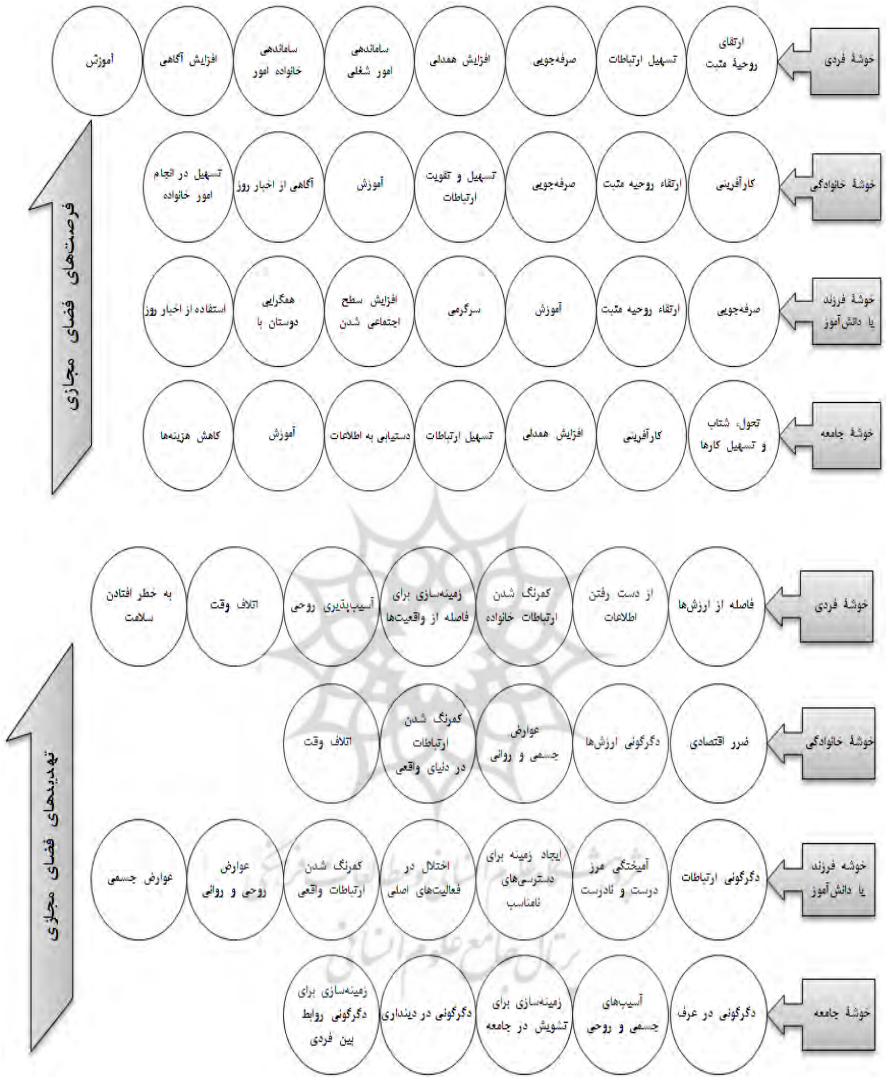 خوشهٔ فردی
ارتقای
روحیهٔ مثبت
تسهیل ارتباطات
صرفه‌جویی
افزایش همدلی
ساماندهی
امور شغلی
ساماندهی
خانواده امور
افزایش آگاهی
آموزش
خوشهٔ خانوادگی
کارآفرینی
ارتقاء روحیه مثبت
صرفه‌جویی
تسهیل و تقویت
ارتباطات
آموزش
آگاهی از اخبار روز
تسهیل در انجام
امور خانواده
خوشهٔ فرزند
یا دانش‌آموز
صرفه‌جویی
ارتقاء روحیه مثبت
آموزش
سرگرمی
افزایش سطح
اجتماعی شدن
همگرایی
دوستان با
استفاده از اخبار روز
خوشهٔ جامعه
تحول، شتاب
و تسهیل کارها
کارآفرینی
افزایش همدلی
تسهیل ارتباطات
دستیابی به اطلاعات
آموزش
کاهش هزینه‌ها
فرصت‌های فضای مجازی
خوشهٔ فردی
فاصله از ارزش‌ها
از دست رفتن
اطلاعات
کمرنگ شدن
ارتباطات خانواده
زمینه‌سازی برای
فاصله از واقعیت‌ها
آسیب‌پذیری روحی
اتلاف وقت
به خطر افتادن
سلامت
خوشهٔ خانوادگی
ضرر اقتصادی
دگرگونی ارزش‌ها
عوارض
جسمی و روانی
کمرنگ شدن
ارتباطات
در دنیای واقعی
اتلاف وقت
خوشه فرزند
یا دانش‌آموز
دگرگونی ارتباطات
آمیختگی مرز
درست و نادرست
ایجاد زمینه برای
دسترسی‌های
نامناسب
اختلال در
فعالیت‌های اصلی
کمرنگ شدن
ارتباطات واقعی
عوارض
روحی و روانی
عوارض جسمی
خوشهٔ جامعه
دگرگونی در عرف
آسیب‌های
جسمی و روحی
زمینه‌سازی برای
تشویش در جامعه
دگرگونی در دینداری
زمینه‌سازی برای
دگرگونی روابط
بین فردی
تهدیدهای فضای مجازی
پرتال جامع علوم انسانی